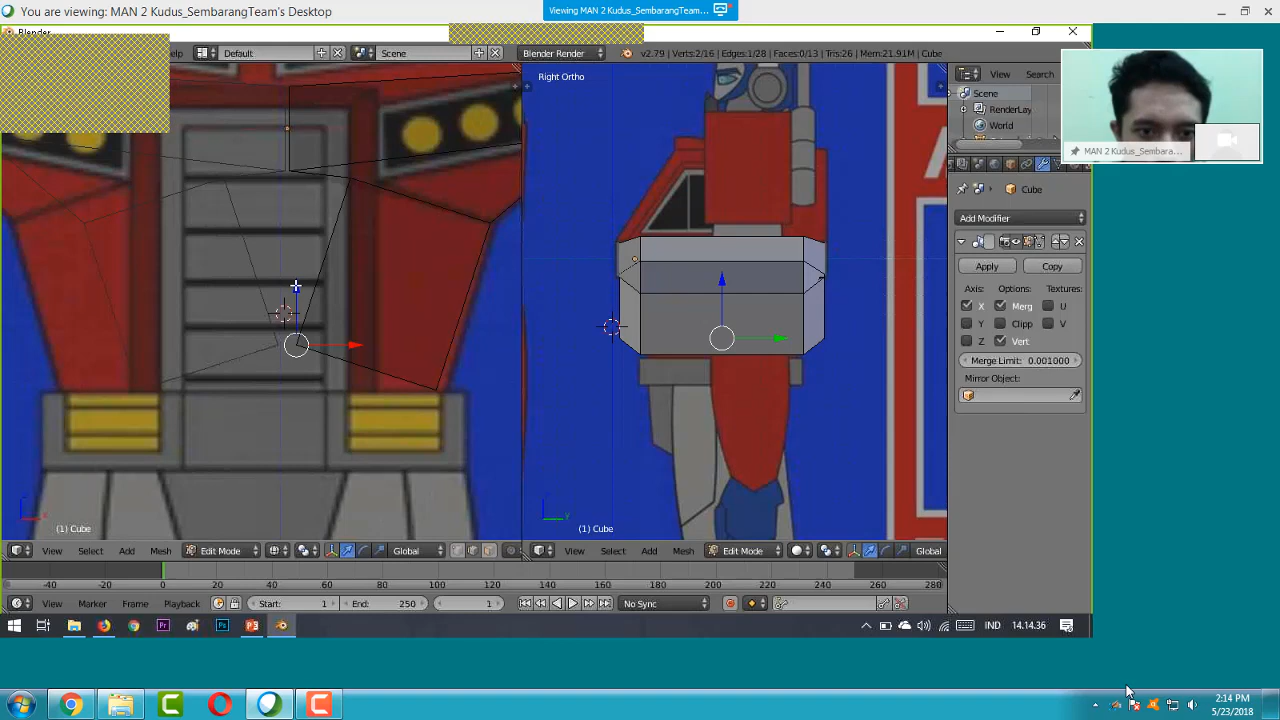 You are viewing: MAN 2 Kudus_SembarangTeam's Desktop
Viewing MAN 2 Kudus_SembarangTeam...
Blender
elp
Default
Scene
Blender Render
v2.79 | Verts:2/16 | Edges:1/28 | Faces:0/13 | Tris:26 | Mem:21.91M | Cube
Right Ortho
View
Search
Scene
RenderLay
World
MAN 2 Kudus_Sembara...
Cube
Add Modifier
Apply
Copy
Axis:
Options:
Textures:
X
Merg
U
Y
Clipp
V
Z
Vert
Merge Limit: 0.001000
Mirror Object:
(1) Cube
(1) Cube
View
Select
Add
Mesh
Edit Mode
Global
View
Select
Add
Mesh
Edit Mode
Global
-40 -20 0 20 40 60 80 100 120 140 160 180 200 220 240 260 280
View
Marker
Frame
Playback
Start: 1
End: 250
1
No Sync
IND
14.14.36
2:14 PM
5/23/2018